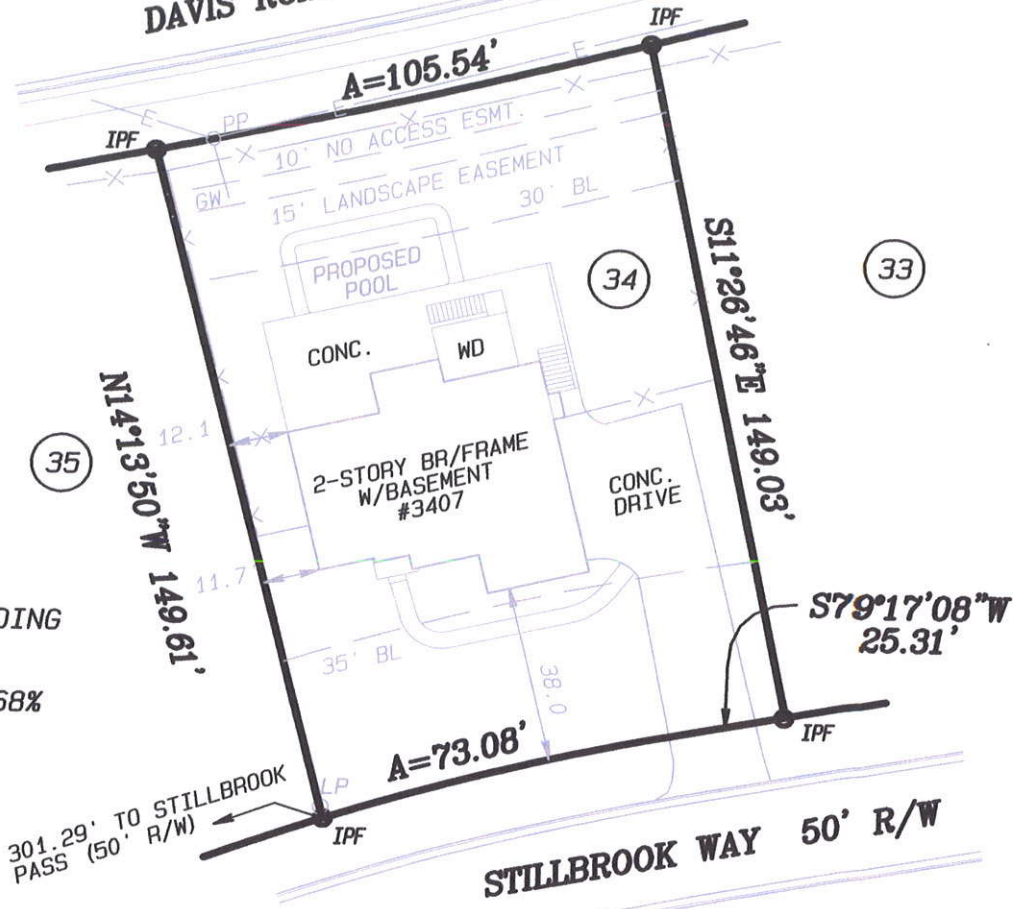 DAVIS
IPF
A=105.54'
E
X
E
E
PP
X
X
IPF
X
X
10' NO ACCESS ESMT.
GW
15' LANDSCAPE EASEMENT
30' BL
PROPOSED
POOL
34
33
S11°26'46"E 149.03'
CONC.
WD
X
12.1
X
35
N14°13'50"W 149.61'
2-STORY BR/FRAME
W/BASEMENT
#3407
CONC.
DRIVE
11.7
S79°17'08"W
25.31'
35' BL
38.0
68%
A=73.08'
IPF
LP
301.29' TO STILLBROOK
PASS (50' R/W)
IPF
STILLBROOK WAY 50' R/W